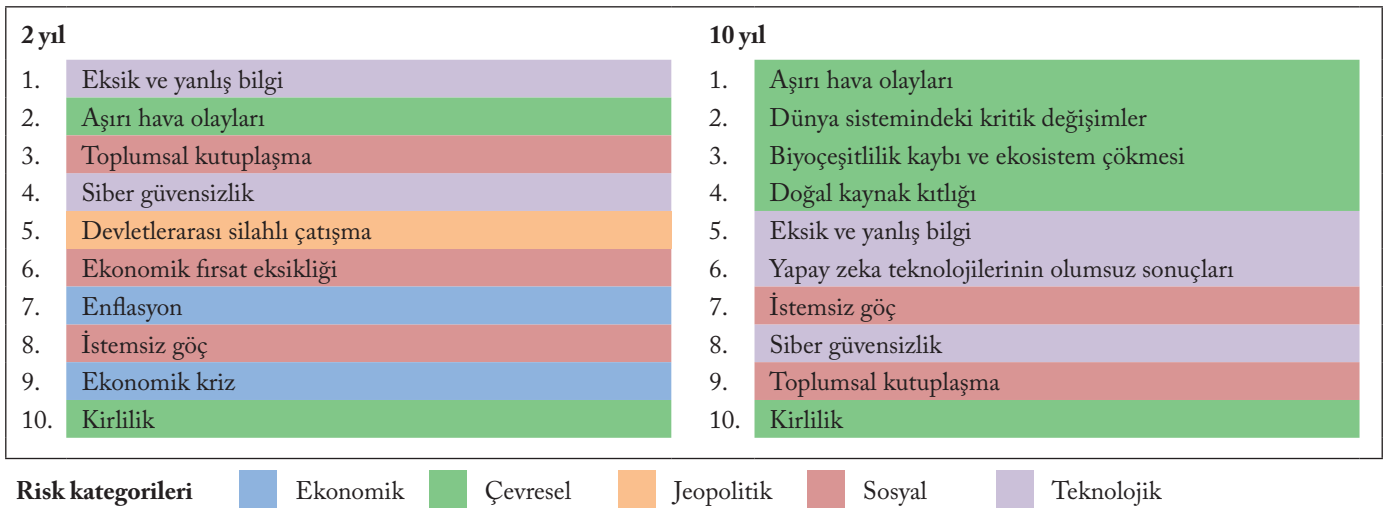 2 yıl
1. Eksik ve yanlış bilgi
2. Aşırı hava olayları
3. Toplumsal kutuplaşma
4. Siber güvensizlik
5. Devletlerarası silahlı çatışma
6. Ekonomik fırsat eksikliği
7. Enflasyon
8. İstemsiz göç
9. Ekonomik kriz
10. Kirlilik
10 yıl
1. Aşırı hava olayları
2. Dünya sistemindeki kritik değişimler
3. Biyoçeşitlilik kaybı ve ekosistem çökmesi
4. Doğal kaynak kıtlığı
5. Eksik ve yanlış bilgi
6. Yapay zeka teknolojilerinin olumsuz sonuçları
7. İstemsiz göç
8. Siber güvensizlik
9. Toplumsal kutuplaşma
10. Kirlilik
Risk kategorileri Ekonomik Çevresel Jeopolitik Sosyal Teknolojik